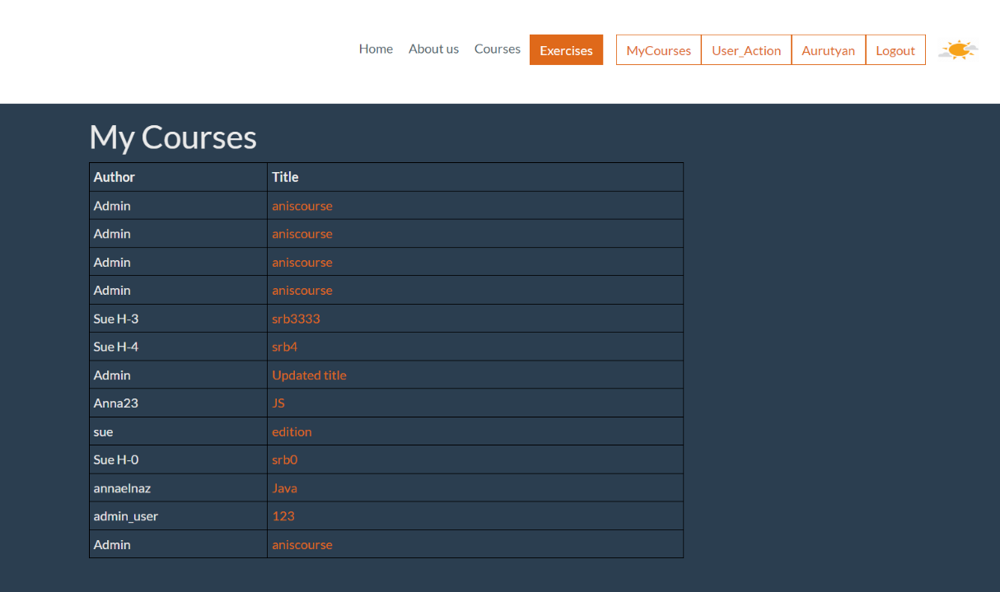 Home About us Courses Exercises MyCourses User_Action Aurutyan Logout
My Courses
Author Title
Admin aniscourse
Admin aniscourse
Admin aniscourse
Admin aniscourse
Sue H-3 srb3333
Sue H-4 srb4
Admin Updated title
Anna23 JS
sue edition
Sue H-0 srb0
annaelnaz Java
admin_user 123
Admin aniscourse